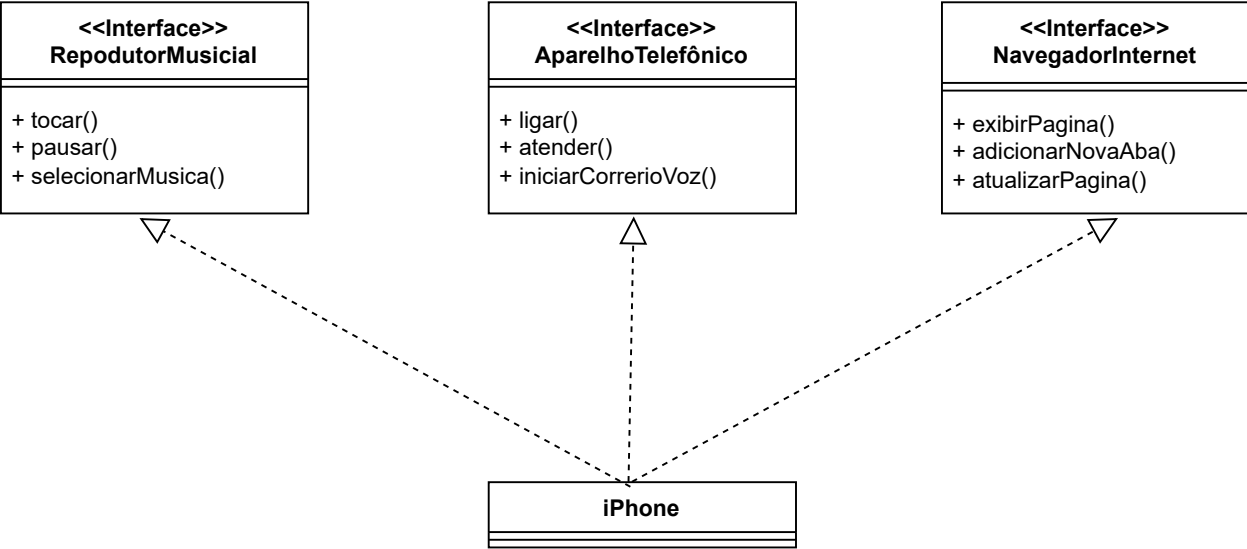 <<Interface>>
RepodutorMusicial
+ tocar()
+ pausar()
+ selecionarMusica()
<<Interface>>
AparelhoTelefônico
+ ligar()
+ atender()
+ iniciarCorrerioVoz()
<<Interface>>
NavegadorInternet
+ exibirPagina()
+ adicionarNovaAba()
+ atualizarPagina()
iPhone